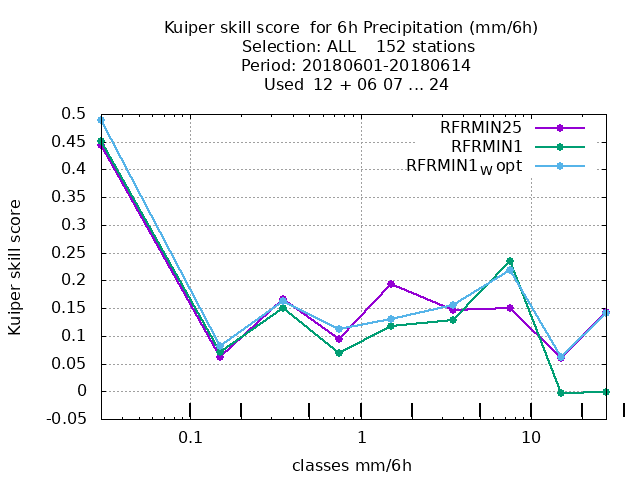 Kuiper skill score  for 6h Precipitation (mm/6h)
Selection: ALL    152 stations
Period: 20180601-20180614
Used  12 + 06 07 ... 24
RFRMIN25
RFRMIN1
RFRMIN1W opt
Kuiper skill score
0.5
0.45
0.4
0.35
0.3
0.25
0.2
0.15
0.1
0.05
0
-0.05
0.1
1
10
classes mm/6h